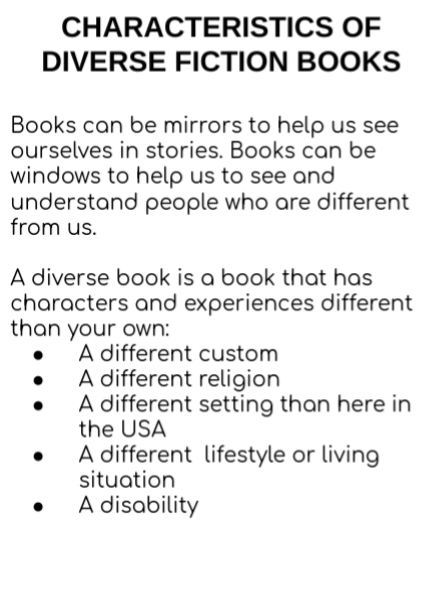 CHARACTERISTICS OF
DIVERSE FICTION BOOKS
Books can be mirrors to help us see
ourselves in stories. Books can be
windows to help us to see and
understand people who are different
from us.
A diverse book is a book that has
characters and experiences different
than your own:
● A different custom
● A different religion
● A different setting than here in
the USA
● A different  lifestyle or living
situation
● A disability